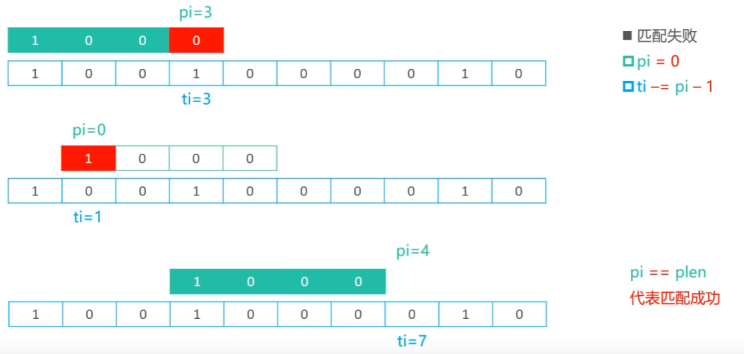 pi=3
1 0 0 0
1 0 0 1 0 0 0 0 1 0
ti=3
匹配失败
pi = 0
ti –= pi – 1
pi=0
1 0 0 0
1 0 0 1 0 0 0 0 1 0
ti=1
pi=4
1 0 0 0
1 0 0 1 0 0 0 0 1 0
ti=7
pi == plen
代表匹配成功